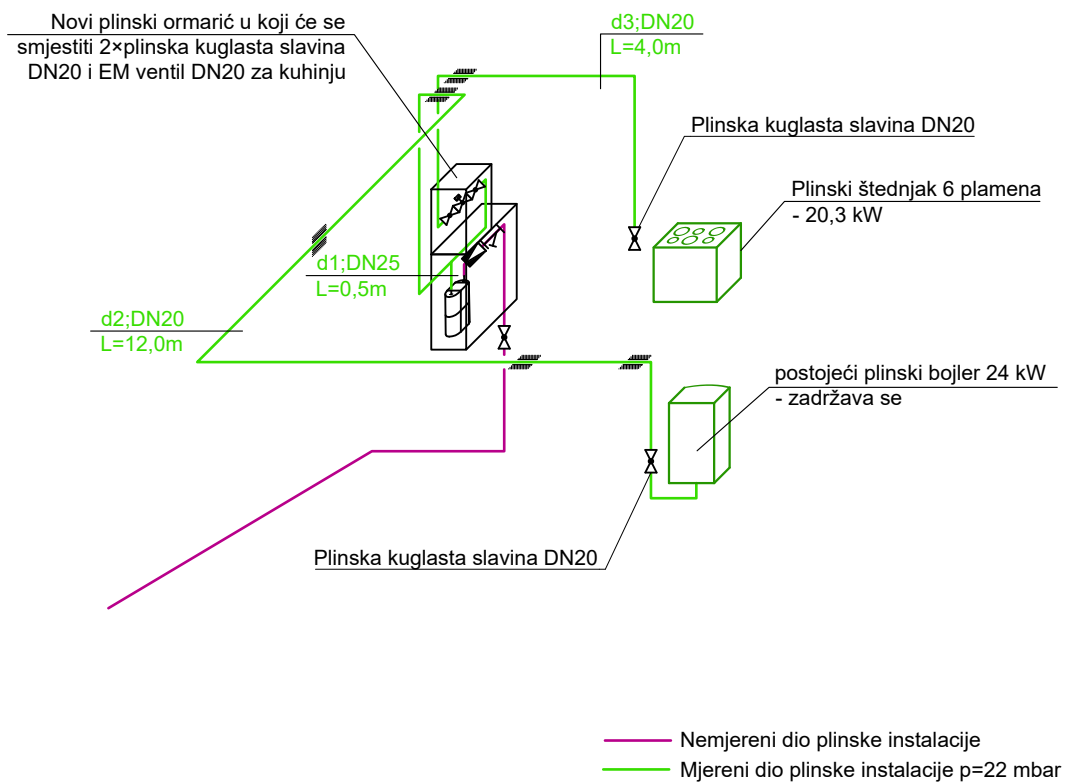 Novi plinski ormarić u koji će se
smjestiti 2×plinska kuglasta slavina
DN20 i EM ventil DN20 za kuhinju
d3;DN20
L=4,0m
Plinska kuglasta slavina DN20
Plinski štednjak 6 plamena
- 20,3 kW
d1;DN25
L=0,5m
d2;DN20
L=12,0m
postojeći plinski bojler 24 kW
- zadržava se
Plinska kuglasta slavina DN20
Nemjereni dio plinske instalacije
Mjereni dio plinske instalacije p=22 mbar